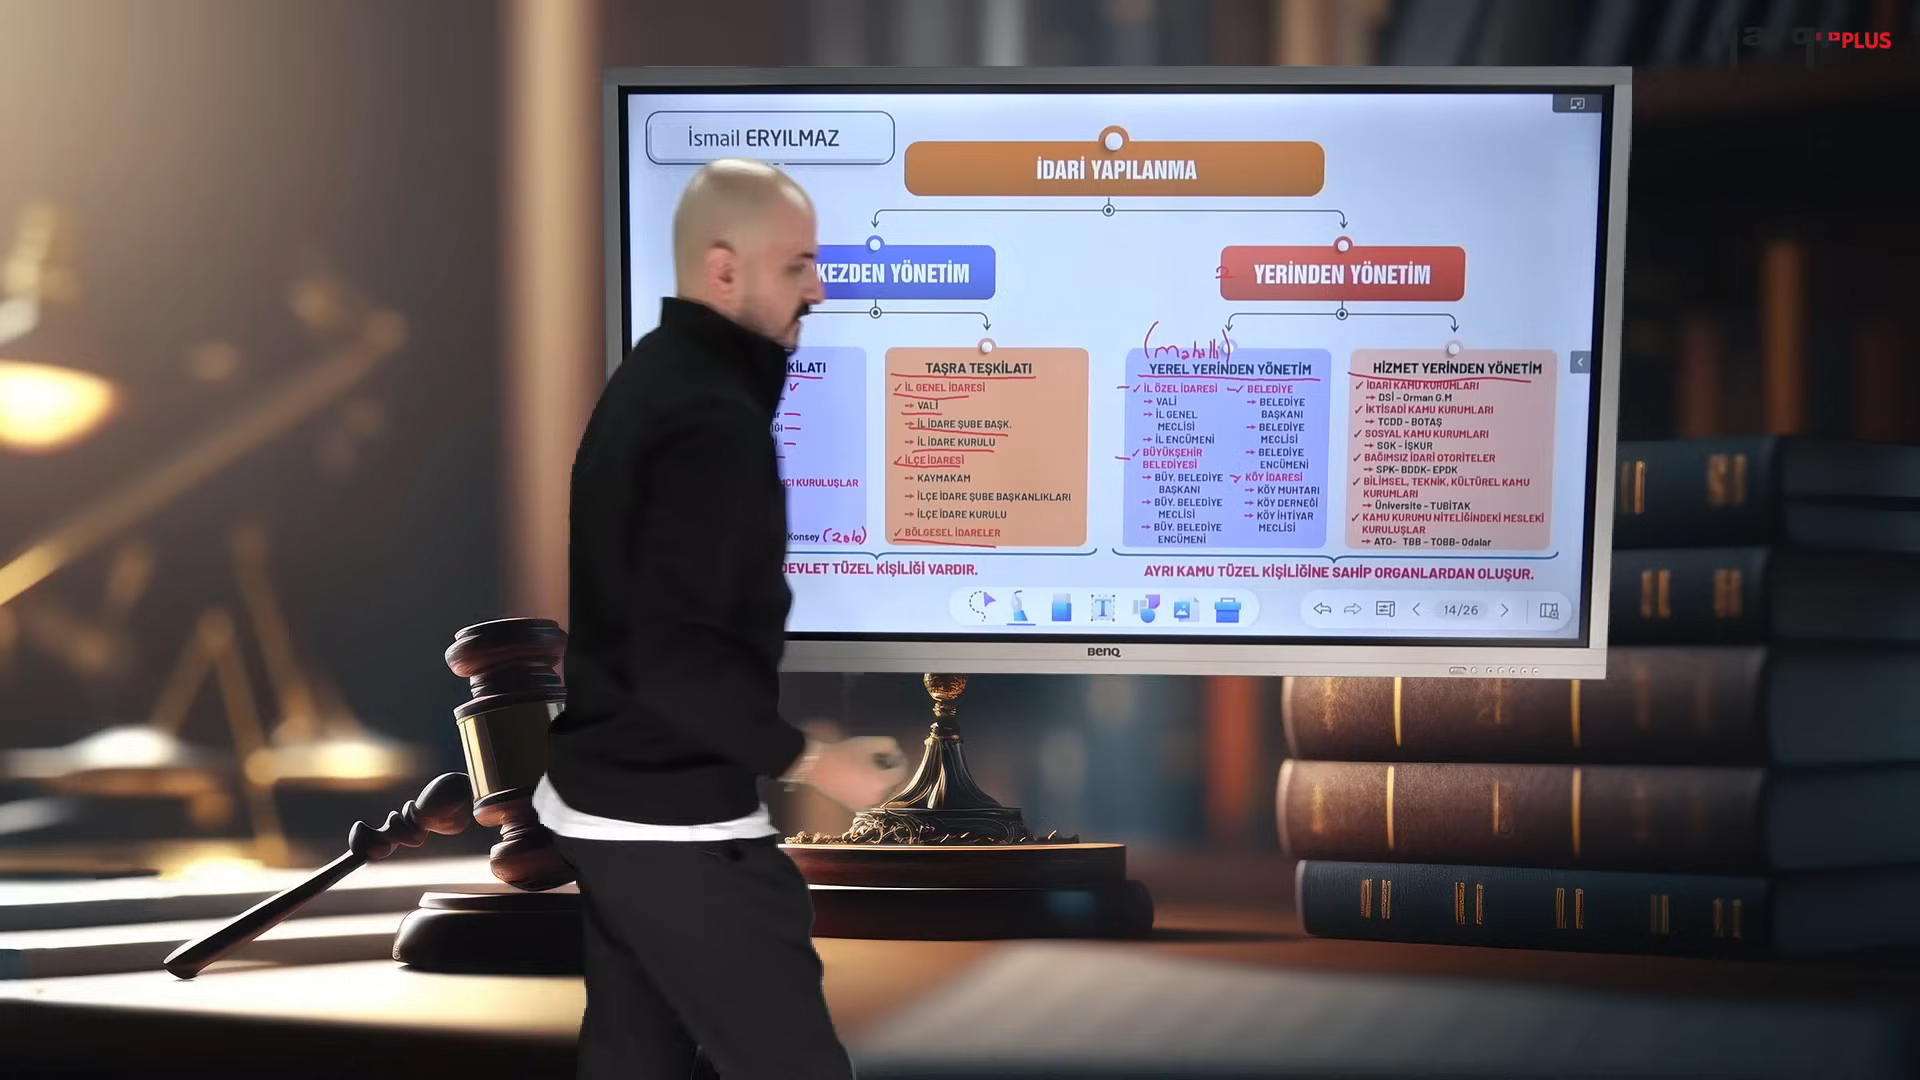 PLUS
İsmail ERYILMAZ
İDARİ YAPILANMA
KEZDEN YÖNETİM
2 YERİNDEN YÖNETİM
KİLATI
MCI KURULUŞLAR
Konsey (2010)
TAŞRA TEŞKİLATI
✓ İL GENEL İDARESİ
→ VALİ
→ İL İDARE ŞUBE BAŞK.
→ İL İDARE KURULU
✓ İLÇE İDARESİ
→ KAYMAKAM
→ İLÇE İDARE ŞUBE BAŞKANLIKLARI
→ İLÇE İDARE KURULU
✓ BÖLGESEL İDARELER
DEVLET TÜZEL KİŞİLİĞİ VARDIR.
(mahalli)
YEREL YERİNDEN YÖNETİM
✓ İL ÖZEL İDARESİ
→ VALİ
→ İL GENEL
MECLİSİ
→ İL ENCÜMENİ
✓ BÜYÜKŞEHİR
BELEDİYESİ
→ BÜY. BELEDİYE
BAŞKANI
→ BÜY. BELEDİYE
MECLİSİ
→ BÜY. BELEDİYE
ENCÜMENİ
✓ BELEDİYE
→ BELEDİYE
BAŞKANI
→ BELEDİYE
MECLİSİ
→ BELEDİYE
ENCÜMENİ
✓ KÖY İDARESİ
→ KÖY MUHTARI
→ KÖY DERNEĞİ
→ KÖY İHTİYAR
MECLİSİ
HİZMET YERİNDEN YÖNETİM
✓ İDARİ KAMU KURUMLARI
→ DSİ - Orman G.M
✓ İKTİSADİ KAMU KURUMLARI
→ TCDD - BOTAŞ
✓ SOSYAL KAMU KURUMLARI
→ SGK - İŞKUR
✓ BAĞIMSIZ İDARİ OTORİTELER
→ SPK- BDDK- EPDK
✓ BİLİMSEL, TEKNİK, KÜLTÜREL KAMU
KURUMLARI
→ Üniversite - TUBİTAK
✓ KAMU KURUMU NİTELİĞİNDEKİ MESLEKİ
KURULUŞLAR
→ ATO- TBB - TOBB- Odalar
AYRI KAMU TÜZEL KİŞİLİĞİNE SAHİP ORGANLARDAN OLUŞUR.
14/26
BenQ